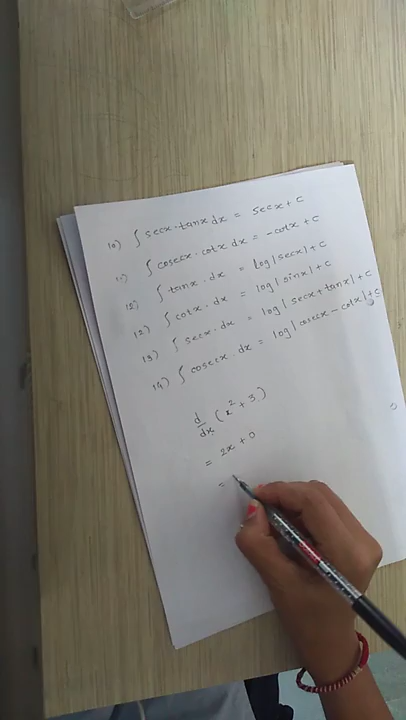 10) ∫ secx·tanx dx = secx + c
11) ∫ cosecx·cotx dx = -cotx + c
12) ∫ tanx·dx = log|secx| + c
12) ∫ cotx·dx = log|sinx| + c
13) ∫ secx·dx = log|secx + tanx| + c
14) ∫ cosecx·dx = log|cosecx - cotx| + c
d/dx (x² + 3)
= 2x + 0
=